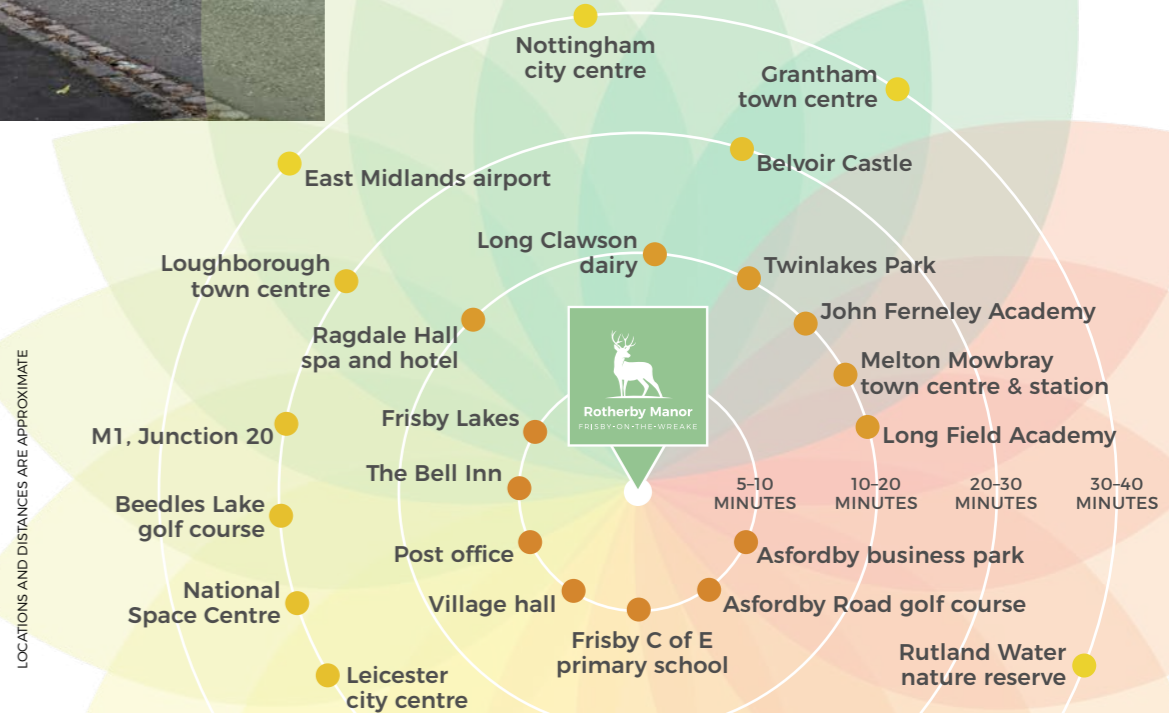 Nottingham
city centre
Grantham
town centre
Belvoir Castle
East Midlands airport
Long Clawson
dairy
Twinlakes Park
Loughborough
town centre
John Ferneley Academy
Ragdale Hall
spa and hotel
Melton Mowbray
town centre & station
Rotherby Manor
FRISBY-ON-THE-WREAKE
Frisby Lakes
M1, Junction 20
Long Field Academy
The Bell Inn
5–10
MINUTES
10–20
MINUTES
20–30
MINUTES
30–40
MINUTES
Beedles Lake
golf course
Post office
Asfordby business park
National
Space Centre
Village hall
Asfordby Road golf course
Frisby C of E
primary school
Rutland Water
nature reserve
Leicester
city centre
LOCATIONS AND DISTANCES ARE APPROXIMATE